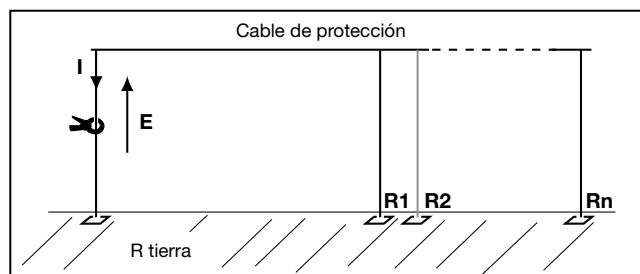 Cable de protección
I
E
R1 R2 Rn
R tierra